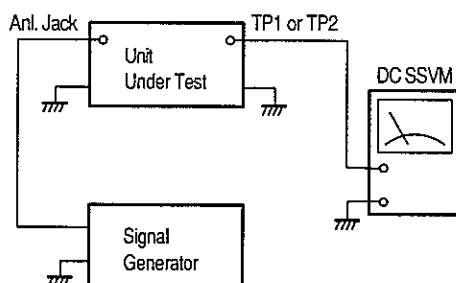 Anl. Jack
TP1 or TP2
Unit
Under Test
DC SSVM
Signal
Generator